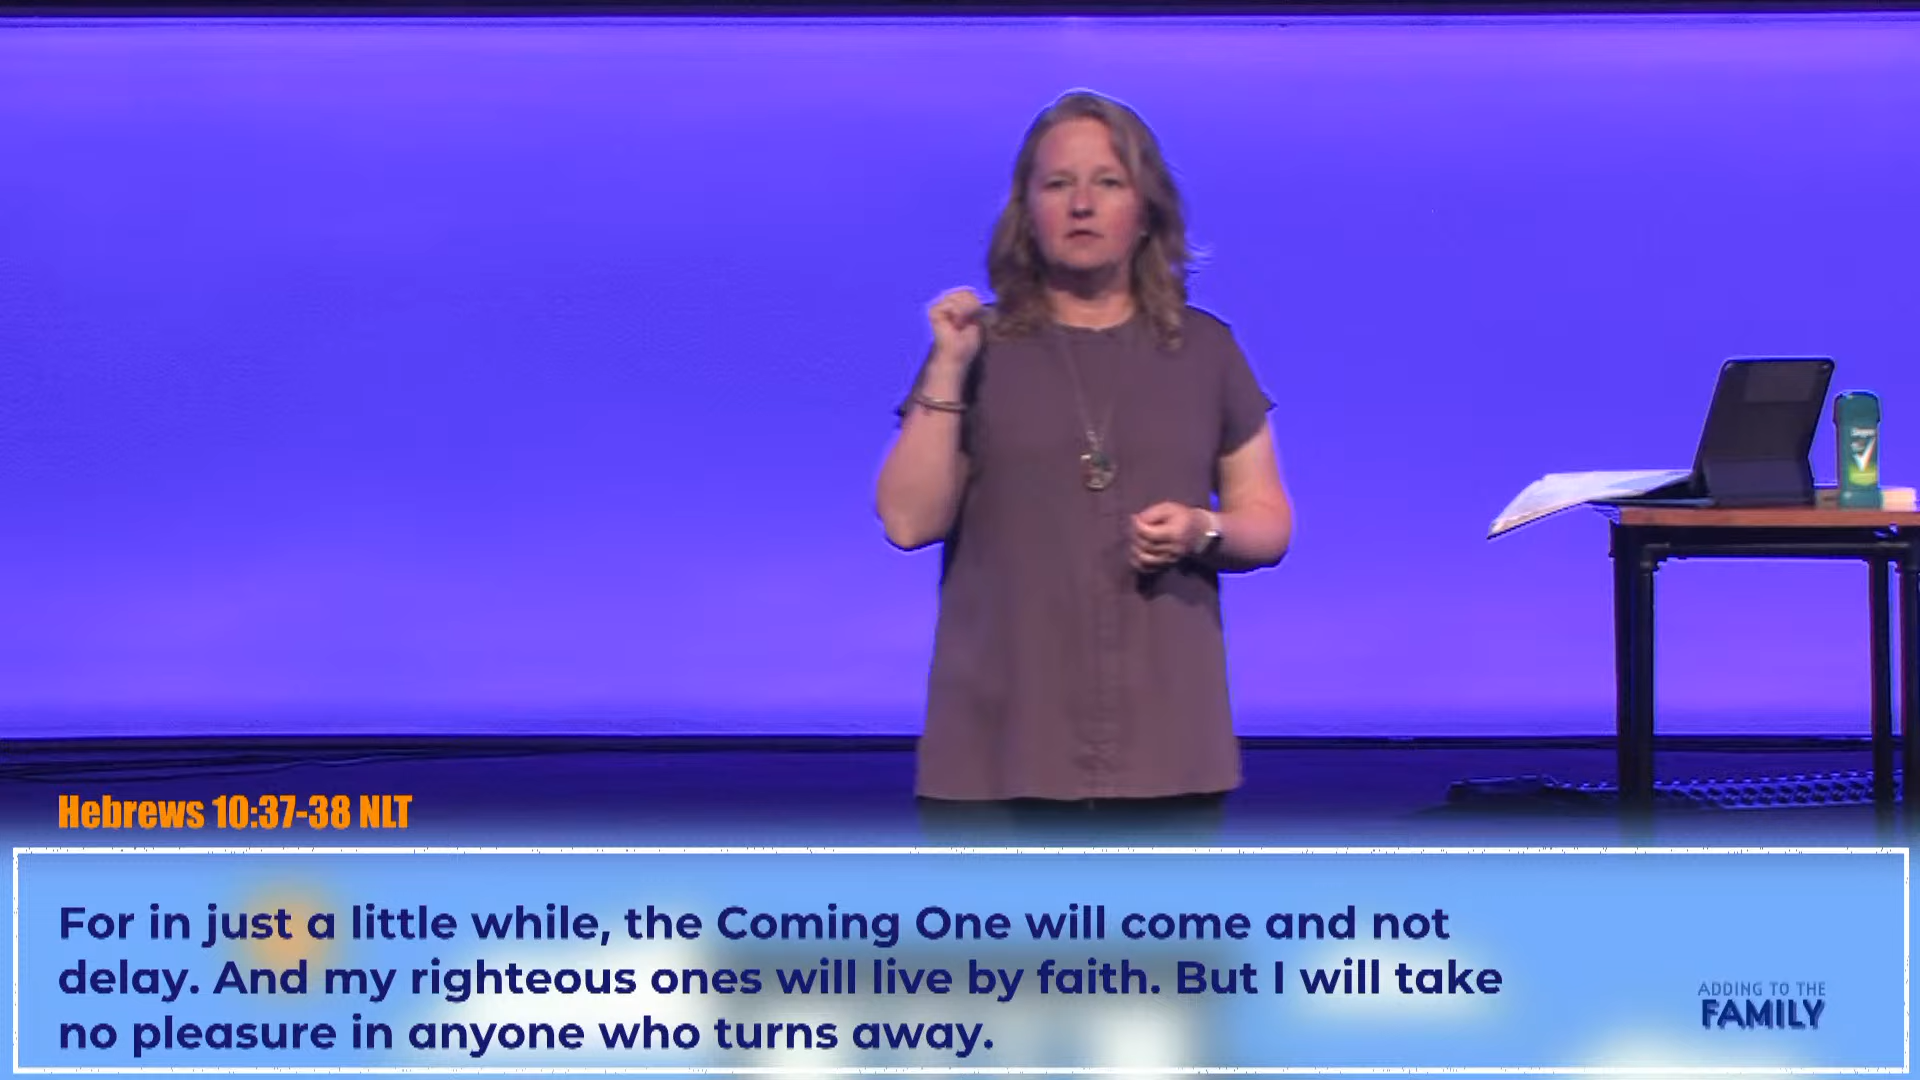 Hebrews 10:37-38 NLT
For in just a little while, the Coming One will come and not
delay. And my righteous ones will live by faith. But I will take
no pleasure in anyone who turns away.
ADDING TO THE
FAMILY